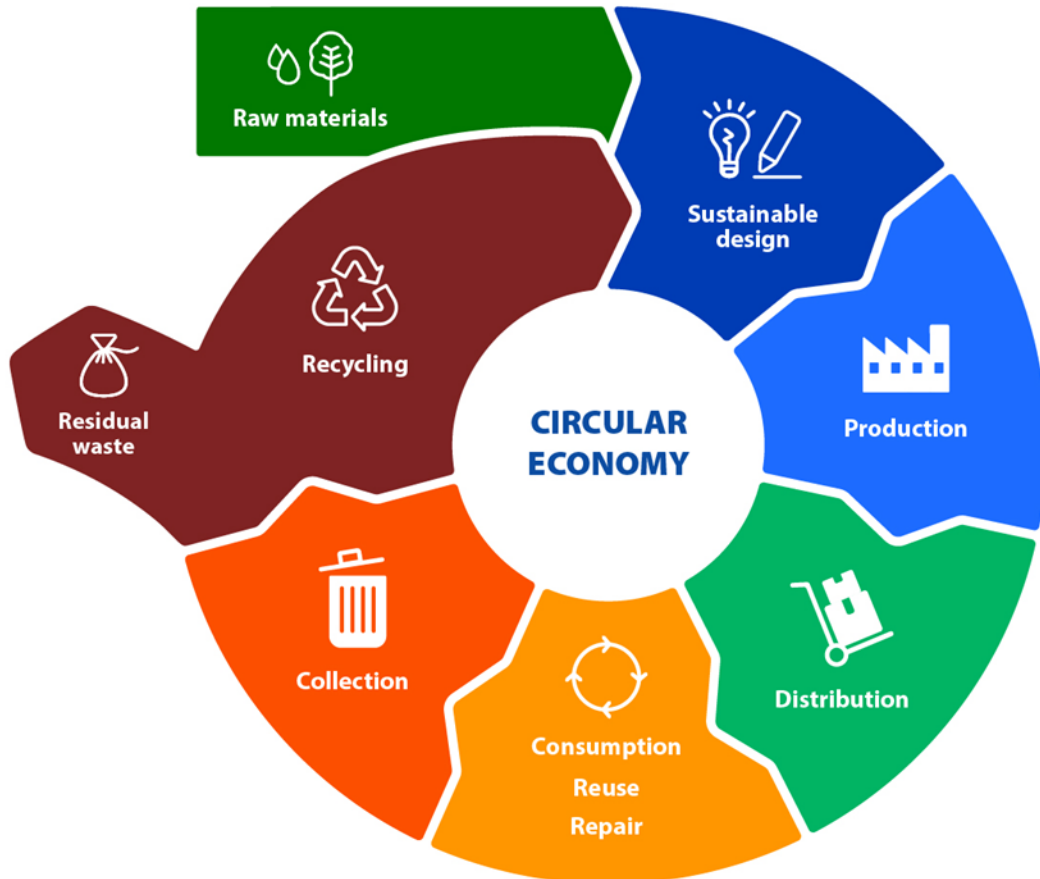 Raw materials
Sustainable
design
Production
Distribution
Consumption
Reuse
Repair
Collection
Recycling
Residual
waste
CIRCULAR
ECONOMY